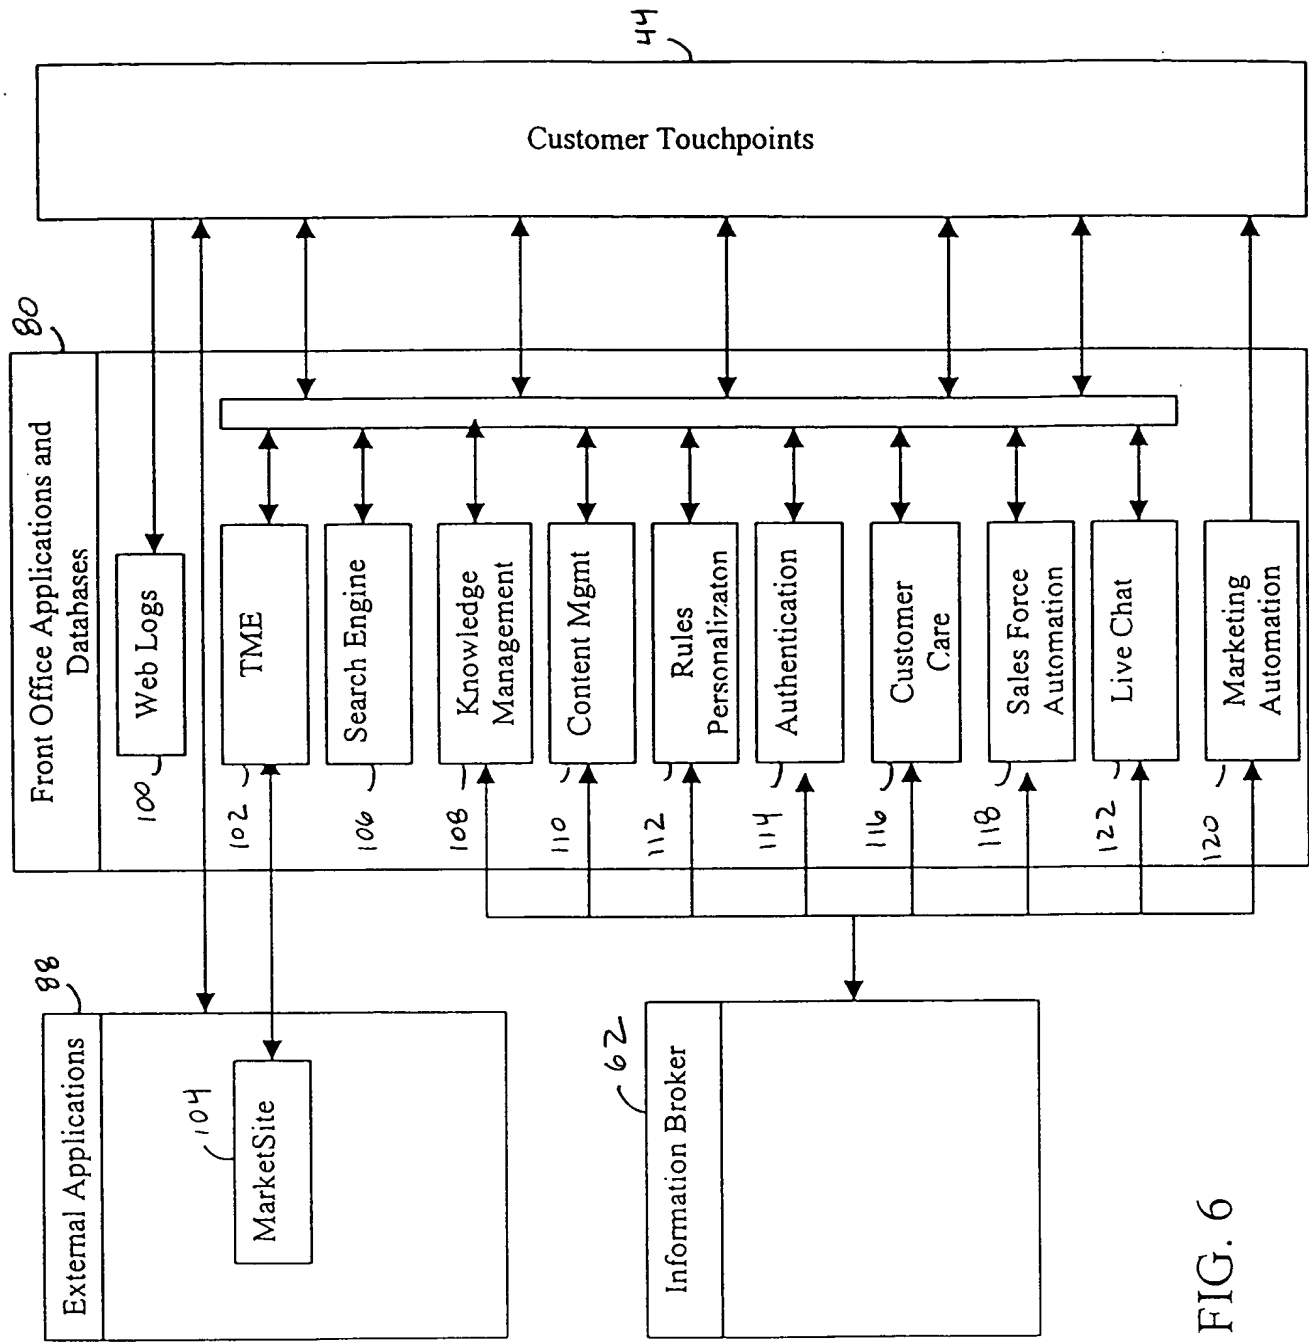 44
Customer Touchpoints
80
Front Office Applications and
Databases
Web Logs
100
TME
102
Search Engine
106
Knowledge
Management
108
Content Mgmt
110
Rules
Personalizaton
112
Authentication
114
Customer
Care
116
Sales Force
Automation
118
Live Chat
122
Marketing
Automation
120
88
External Applications
104
MarketSite
62
Information Broker
FIG. 6